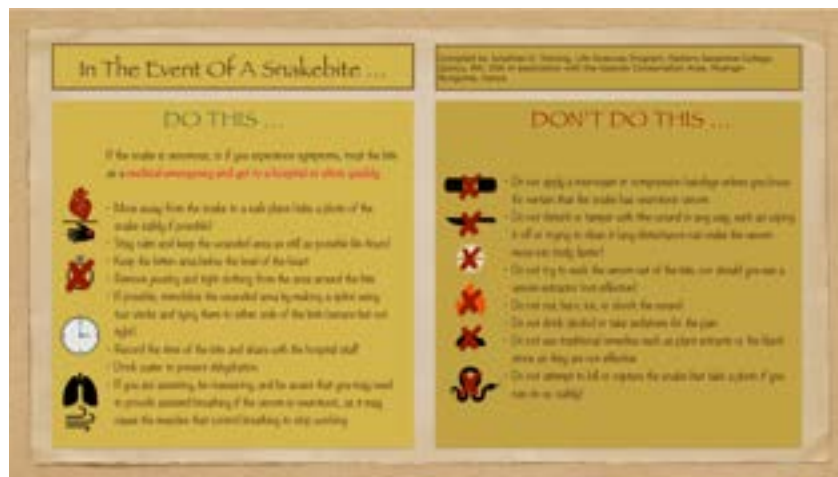 In The Event Of A Snakebite ...
Compiled by
DO THIS ...
If the snake is venomous, or if you experience symptoms, treat the bite
as a medical emergency and get to a hospital or clinic quickly.
- Move away from the snake to a safe place (take a photo of the
snake safely if possible)
- Stay calm and keep the wounded area as still as possible
- Keep the bitten area below the level of the heart
- Remove jewelry and tight clothing from the area around the bite
- If possible, immobilize the wounded area by making a splint using
two sticks and tying them to either side of the limb (secure but not
tight)
- Record the time of the bite and share with the hospital staff
- Drink water to prevent dehydration
- If you are assisting, be reassuring, and be aware that you may need
to provide assisted breathing if the venom is neurotoxic, as it may
cause the muscles that control breathing to stop working
DON'T DO THIS ...
- Do not apply a tourniquet or compression bandage unless you know
for certain that the snake has neurotoxic venom
- Do not disturb or tamper with the wound in any way, such as wiping
it off or trying to clean it (any disturbance can make the venom
move into body faster)
- Do not try to suck the venom out of the bite, nor should you use a
venom extractor (not effective)
- Do not cut, burn, ice, or shock the wound
- Do not drink alcohol or take sedatives for the pain
- Do not use traditional remedies such as plant extracts or the black
stone as they are not effective
- Do not attempt to kill or capture the snake (but take a photo if you
can do so safely)